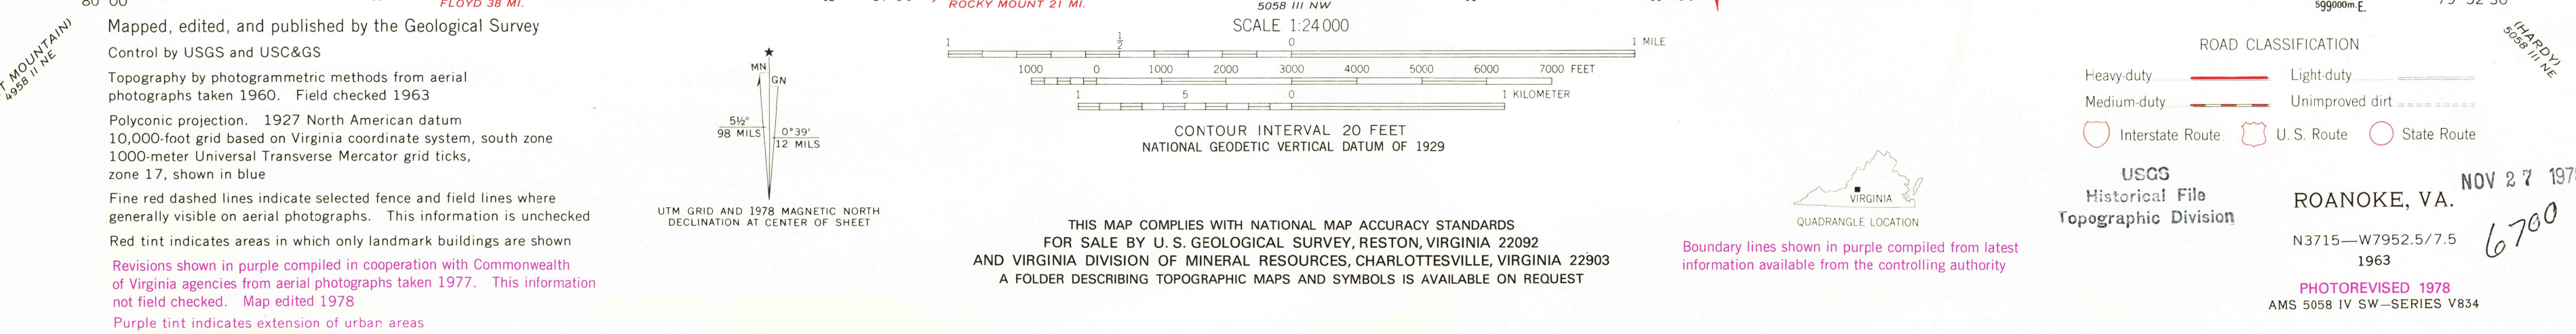 80°00'
FLOYD 38 MI.
ROCKY MOUNT 21 MI.
5058 III NW
599000m.E.
79°52'30"
MOUNTAIN)
4958 II NE
Mapped, edited, and published by the Geological Survey
Control by USGS and USC&GS
Topography by photogrammetric methods from aerial
photographs taken 1960. Field checked 1963
Polyconic projection. 1927 North American datum
10,000-foot grid based on Virginia coordinate system, south zone
1000-meter Universal Transverse Mercator grid ticks,
zone 17, shown in blue
Fine red dashed lines indicate selected fence and field lines where
generally visible on aerial photographs. This information is unchecked
Red tint indicates areas in which only landmark buildings are shown
Revisions shown in purple compiled in cooperation with Commonwealth
of Virginia agencies from aerial photographs taken 1977. This information
not field checked. Map edited 1978
Purple tint indicates extension of urban areas
MN
GN
5½°
98 MILS
0°39'
12 MILS
UTM GRID AND 1978 MAGNETIC NORTH
DECLINATION AT CENTER OF SHEET
SCALE 1:24 000
1 ½ 0 1 MILE
1000 0 1000 2000 3000 4000 5000 6000 7000 FEET
1 5 0 1 KILOMETER
CONTOUR INTERVAL 20 FEET
NATIONAL GEODETIC VERTICAL DATUM OF 1929
THIS MAP COMPLIES WITH NATIONAL MAP ACCURACY STANDARDS
FOR SALE BY U. S. GEOLOGICAL SURVEY, RESTON, VIRGINIA 22092
AND VIRGINIA DIVISION OF MINERAL RESOURCES, CHARLOTTESVILLE, VIRGINIA 22903
A FOLDER DESCRIBING TOPOGRAPHIC MAPS AND SYMBOLS IS AVAILABLE ON REQUEST
VIRGINIA
QUADRANGLE LOCATION
Boundary lines shown in purple compiled from latest
information available from the controlling authority
(HARDY)
5058 III NE
ROAD CLASSIFICATION
Heavy-duty Light-duty
Medium-duty Unimproved dirt
Interstate Route U. S. Route State Route
USGS
Historical File
Topographic Division
NOV 27 197
6700
ROANOKE, VA.
N3715—W7952.5/7.5
1963
PHOTOREVISED 1978
AMS 5058 IV SW—SERIES V834